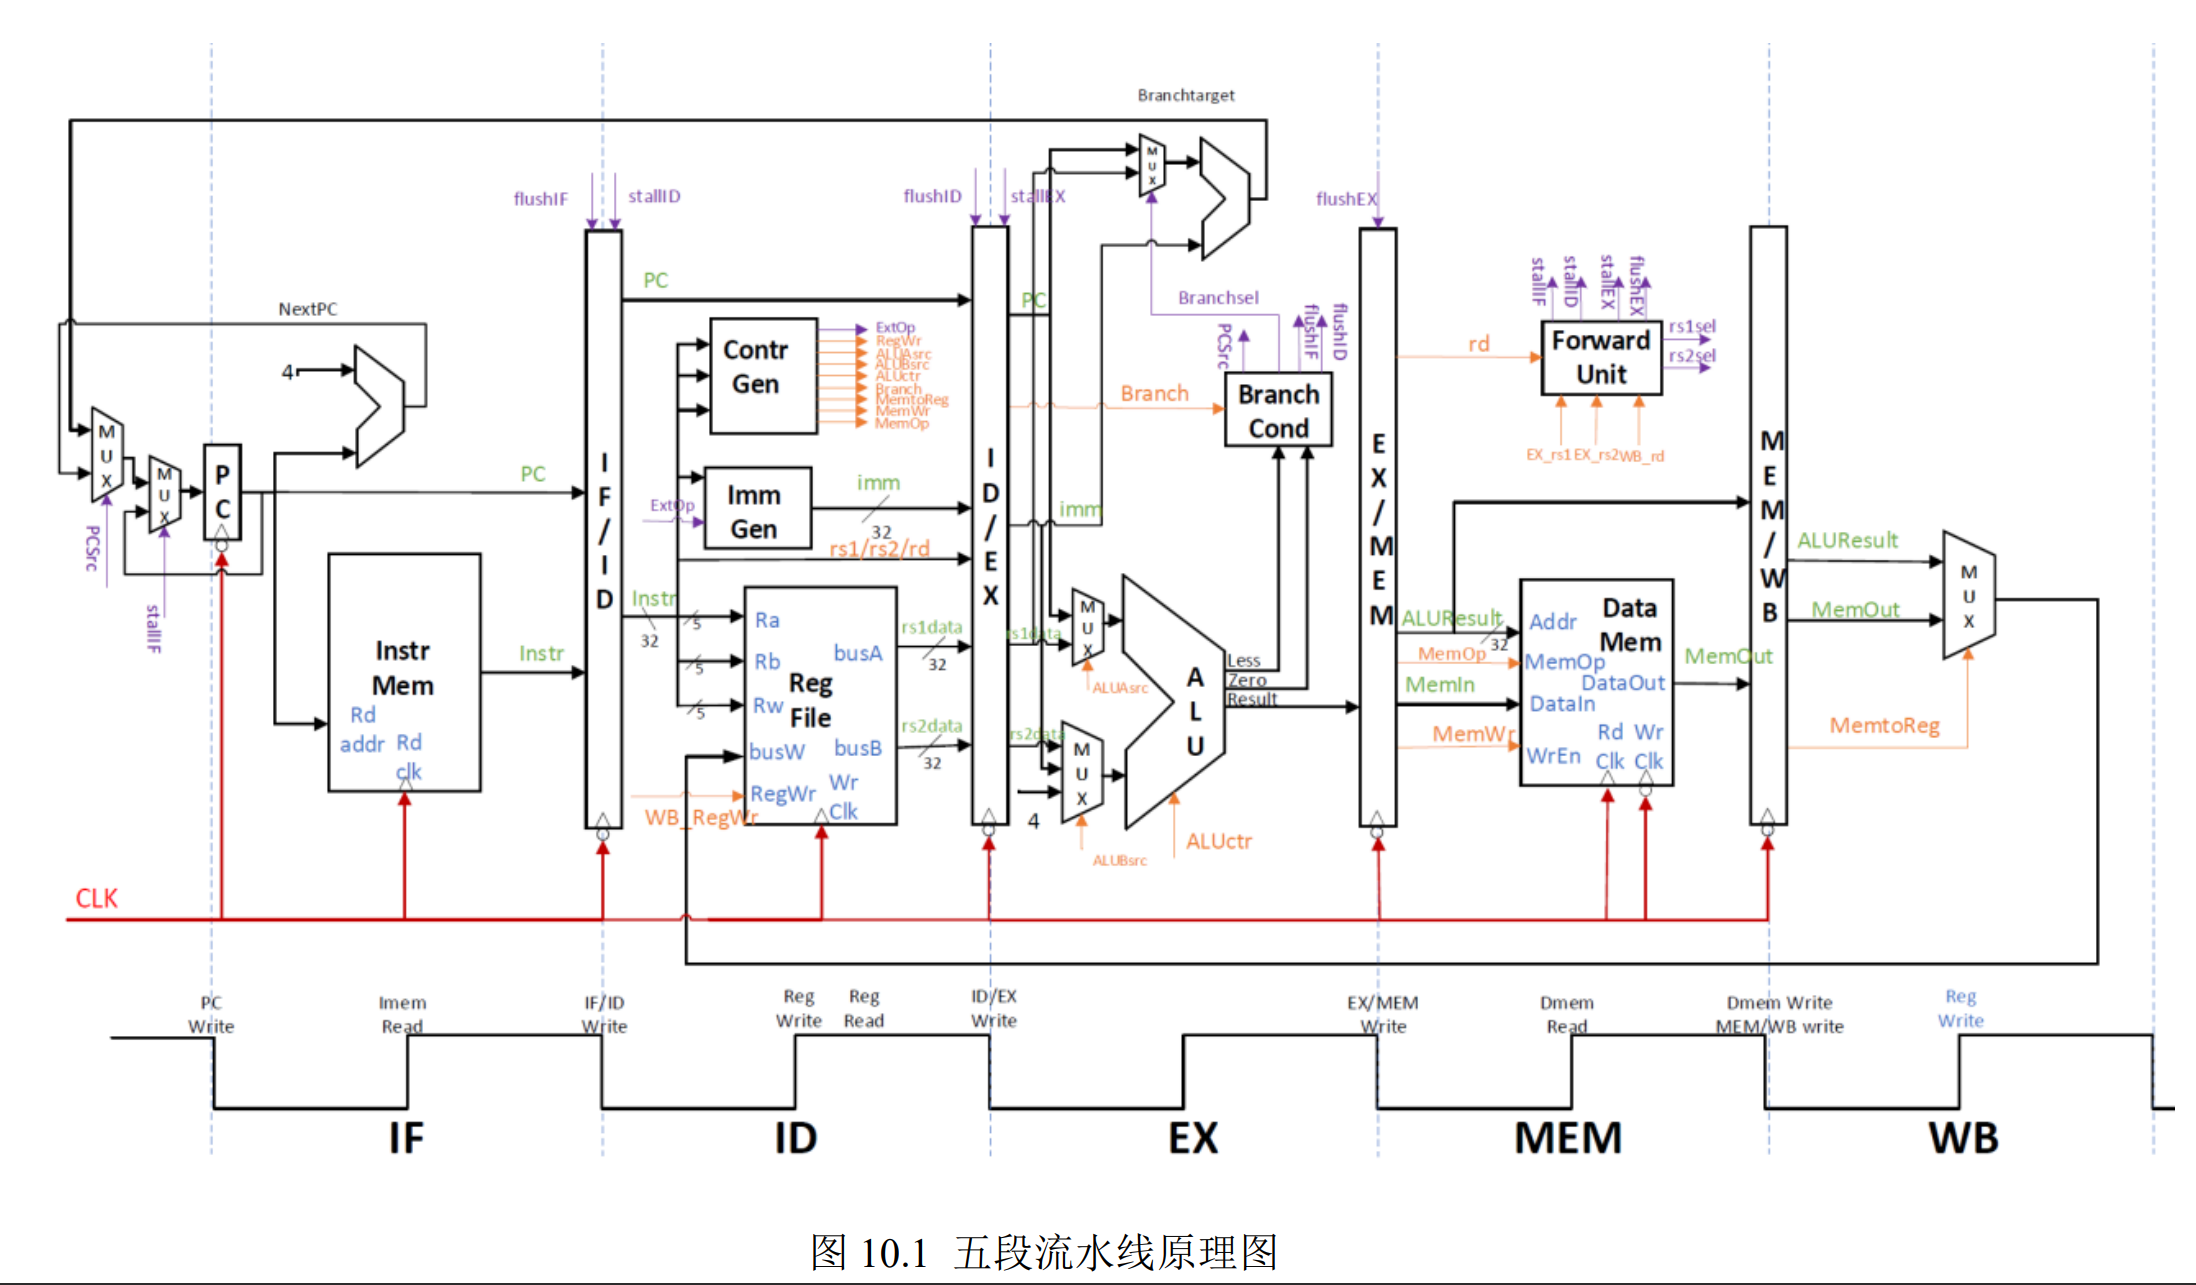 Branchtarget
flushIF
stallID
flushID
stallEX
flushEX
NextPC
4
M
U
X
M
U
X
PCSrc
stallIF
P
C
PC
Instr
Mem
Rd
addr
Rd
clk
Instr
I
F
/
I
D
PC
Contr
Gen
ExtOp
RegWr
ALUAsrc
ALUBsrc
ALUctr
Branch
MemtoReg
MemWr
MemOp
ExtOp
Imm
Gen
imm
32
rs1/rs2/rd
Instr
32
5
5
5
Ra
Rb
Rw
busW
RegWr
Reg
File
busA
busB
Wr
Clk
WB_RegWr
rs1data
32
rs2data
32
I
D
/
E
X
PC
imm
rs1data
rs2data
4
M
U
X
Branchsel
PCSrc
flushIF
flushID
Branch
Branch
Cond
M
U
X
ALUAsrc
M
U
X
ALUBsrc
A
L
U
Less
Zero
Result
ALUctr
E
X
/
M
E
M
stallIF
stallID
stallEX
flushEX
rd
Forward
Unit
rs1sel
rs2sel
EX_rs1
EX_rs2
WB_rd
ALUResult
32
MemOp
MemIn
MemWr
Data
Mem
Addr
MemOp
DataOut
DataIn
WrEn
Rd
Clk
Wr
Clk
MemOut
M
E
M
/
W
B
ALUResult
MemOut
MemtoReg
M
U
X
CLK
PC
Write
Imem
Read
IF/ID
Write
Reg
Write
Reg
Read
ID/EX
Write
EX/MEM
Write
Dmem
Read
Dmem Write
MEM/WB write
Reg
Write
IF
ID
EX
MEM
WB
图 10.1 五段流水线原理图